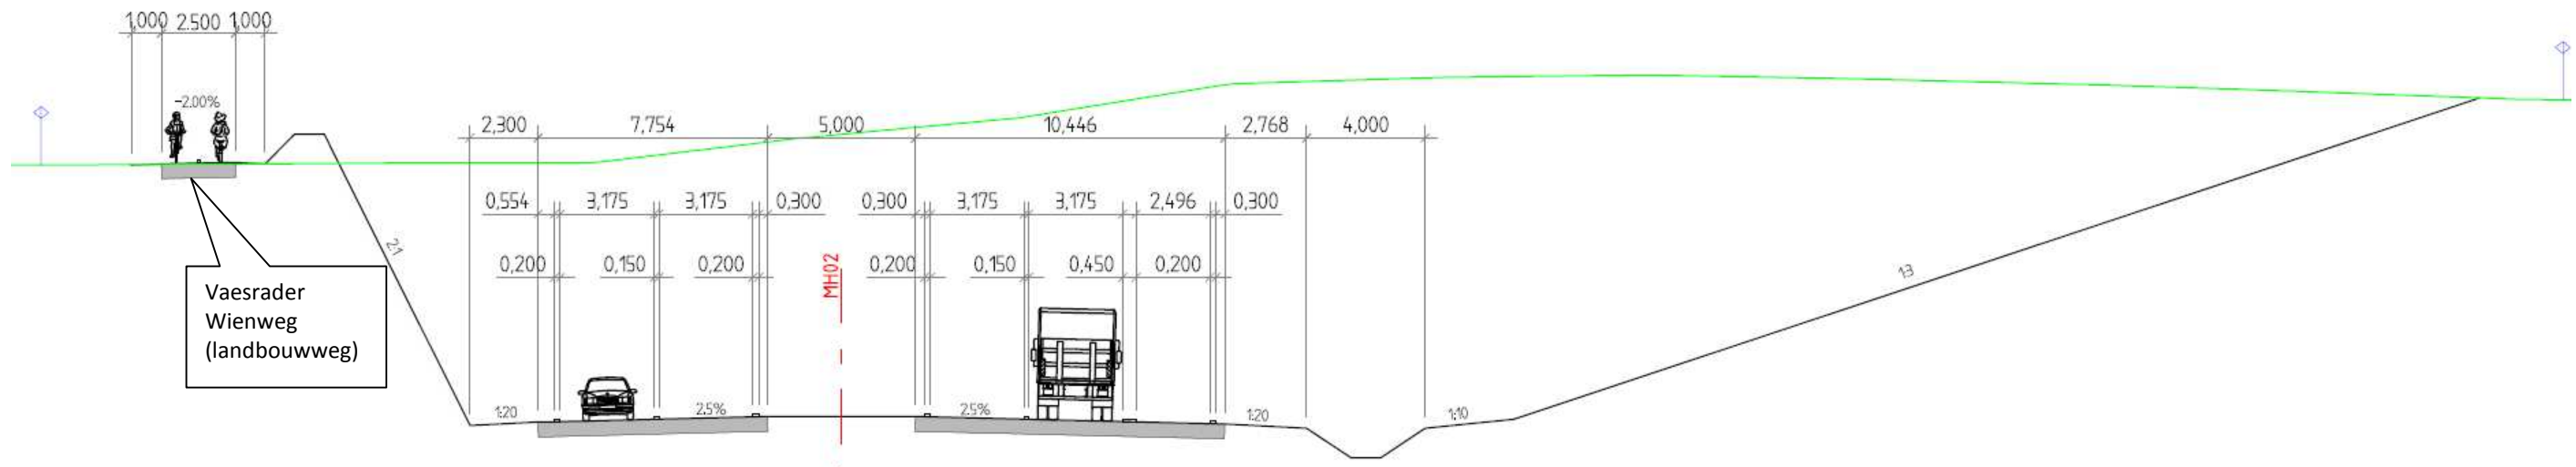 1,000 2.500 1,000
-2.00%
2,300 7,754 5,000 10,446 2,768 4,000
0,554 3,175 3,175 0,300 0,300 3,175 3,175 2,496 0,300
2:1
0,200 0,150 0,200 0,200 0,150 0,450 0,200
MH02
1:3
Vaesrader
Wienweg
(landbouwweg)
1:20 2.5% 2.5% 1:20 1:10